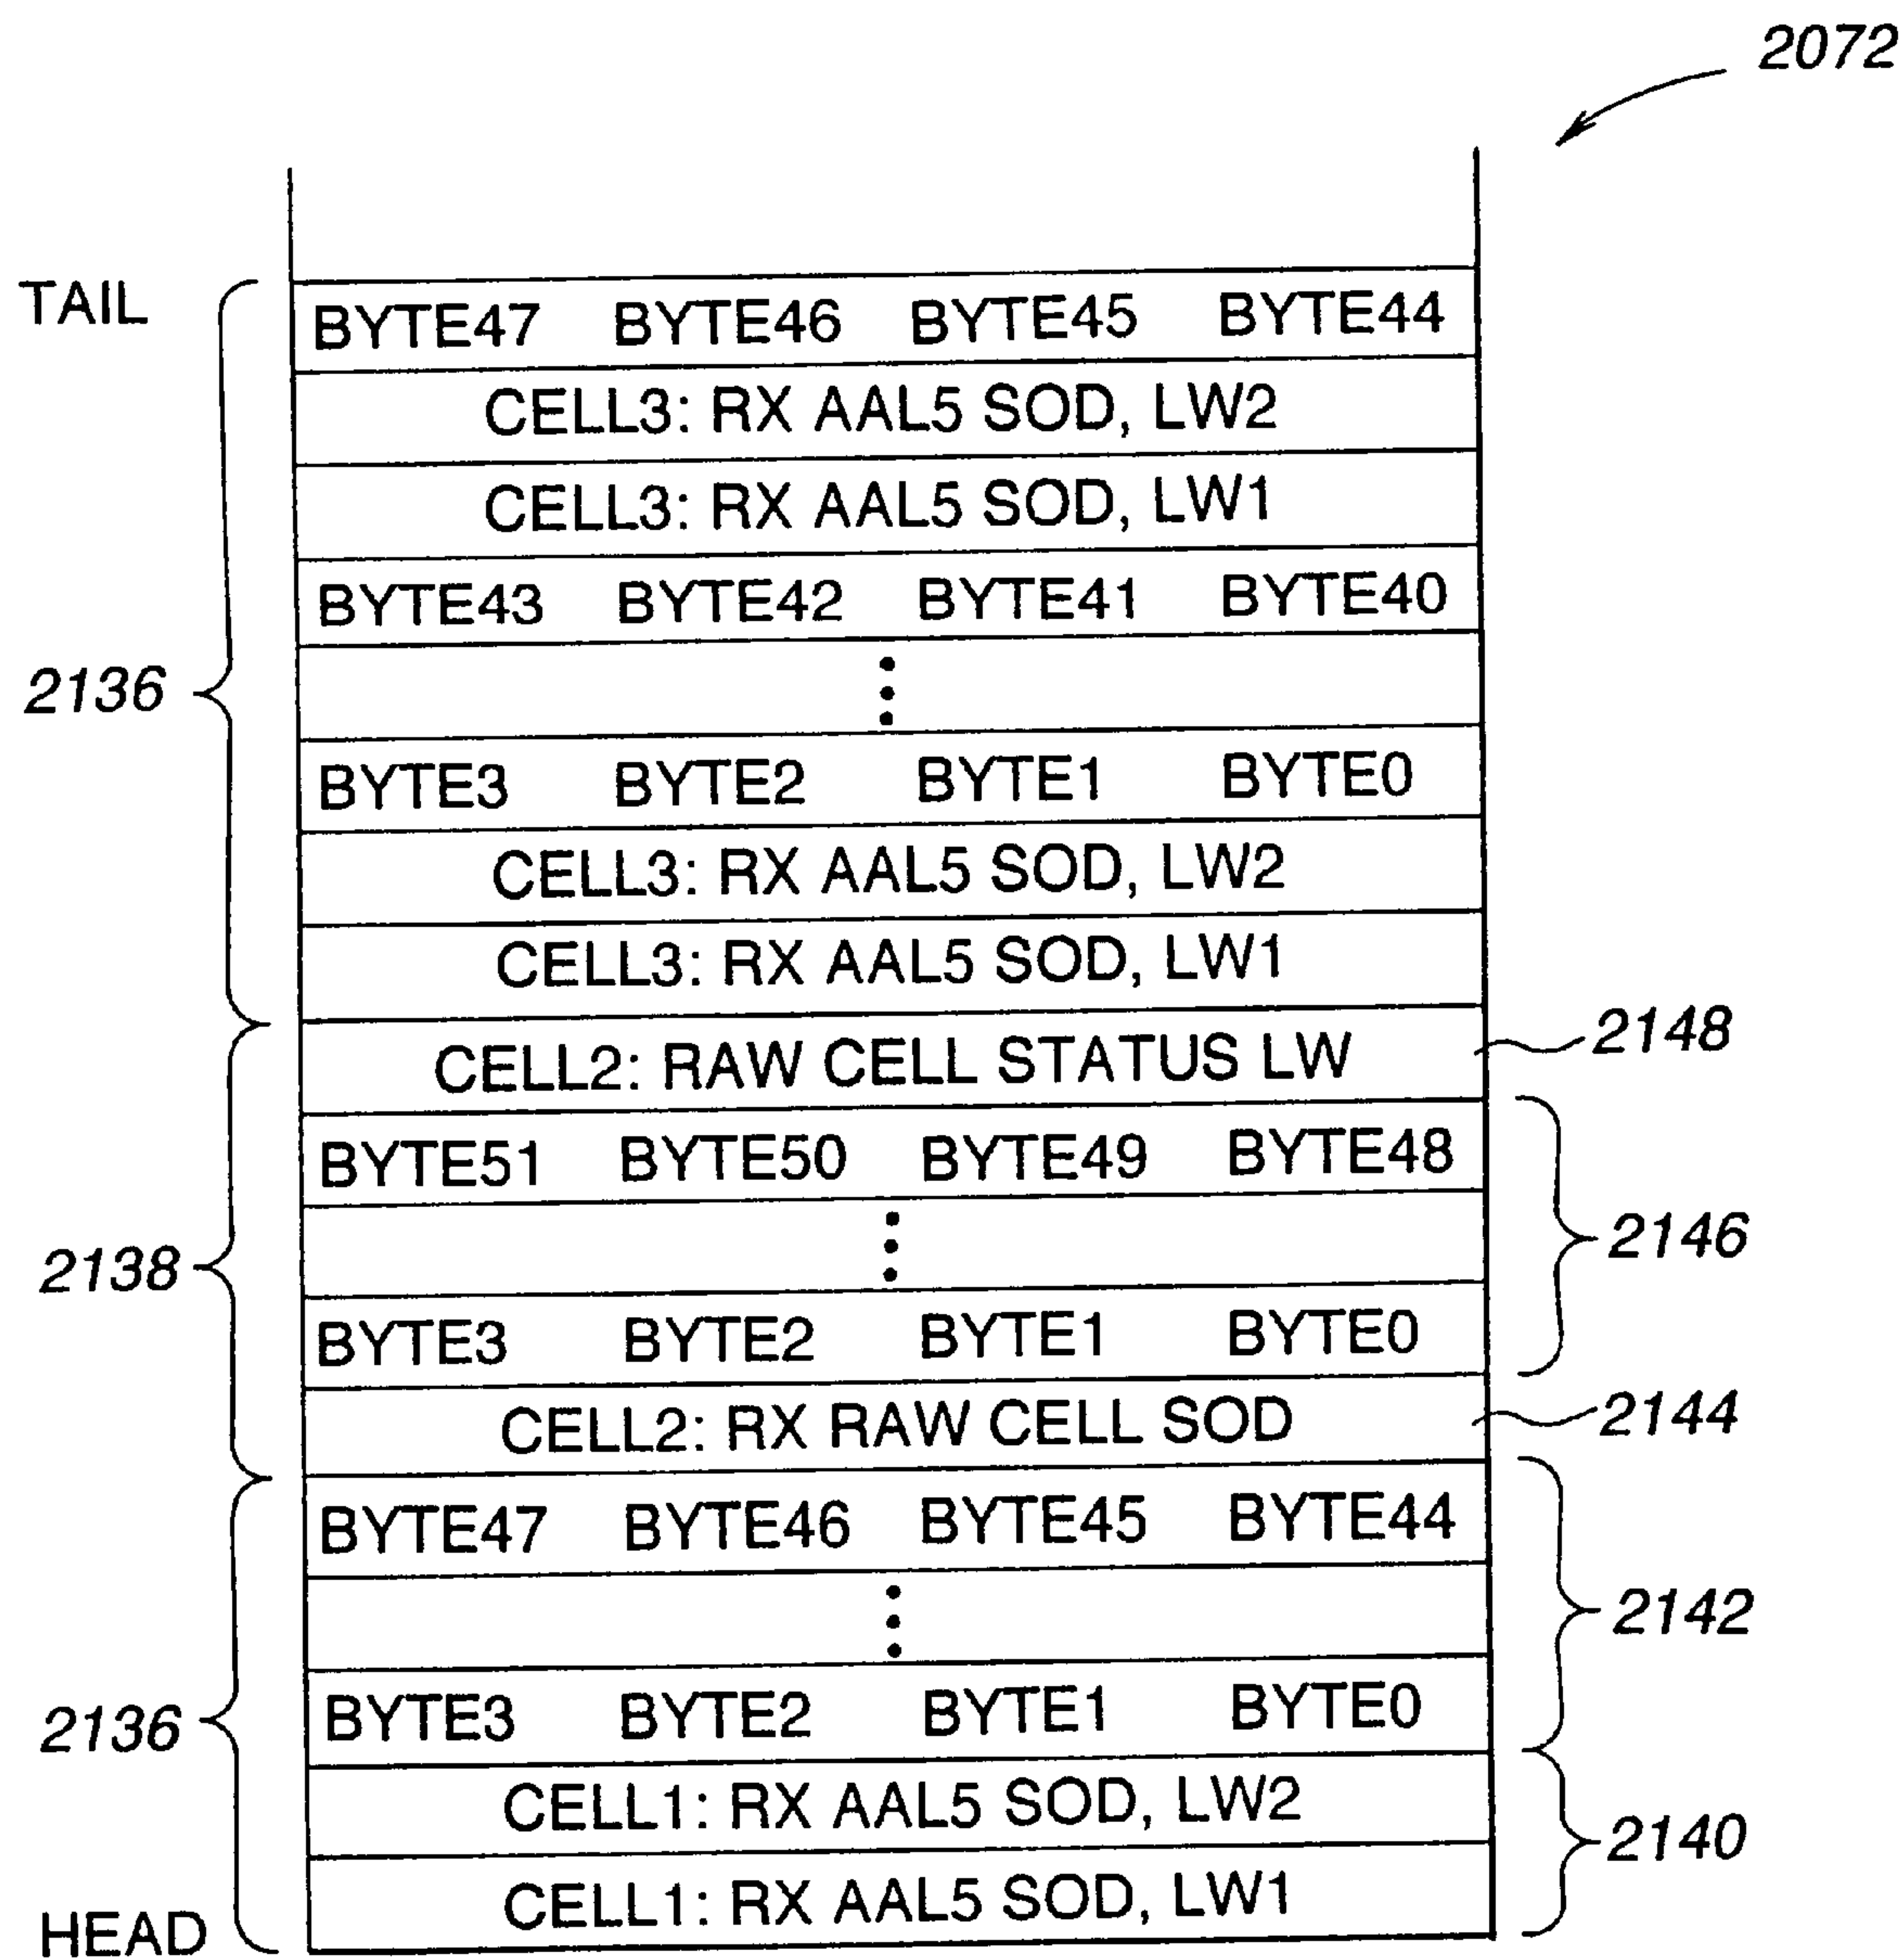 2072
TAIL
BYTE47 BYTE46 BYTE45 BYTE44
CELL3: RX AAL5 SOD, LW2
CELL3: RX AAL5 SOD, LW1
BYTE43 BYTE42 BYTE41 BYTE40
2136
BYTE3 BYTE2 BYTE1 BYTE0
CELL3: RX AAL5 SOD, LW2
CELL3: RX AAL5 SOD, LW1
CELL2: RAW CELL STATUS LW 2148
BYTE51 BYTE50 BYTE49 BYTE48
2138 2146
BYTE3 BYTE2 BYTE1 BYTE0
CELL2: RX RAW CELL SOD 2144
BYTE47 BYTE46 BYTE45 BYTE44
2142
2136 BYTE3 BYTE2 BYTE1 BYTE0
CELL1: RX AAL5 SOD, LW2
2140
CELL1: RX AAL5 SOD, LW1
HEAD